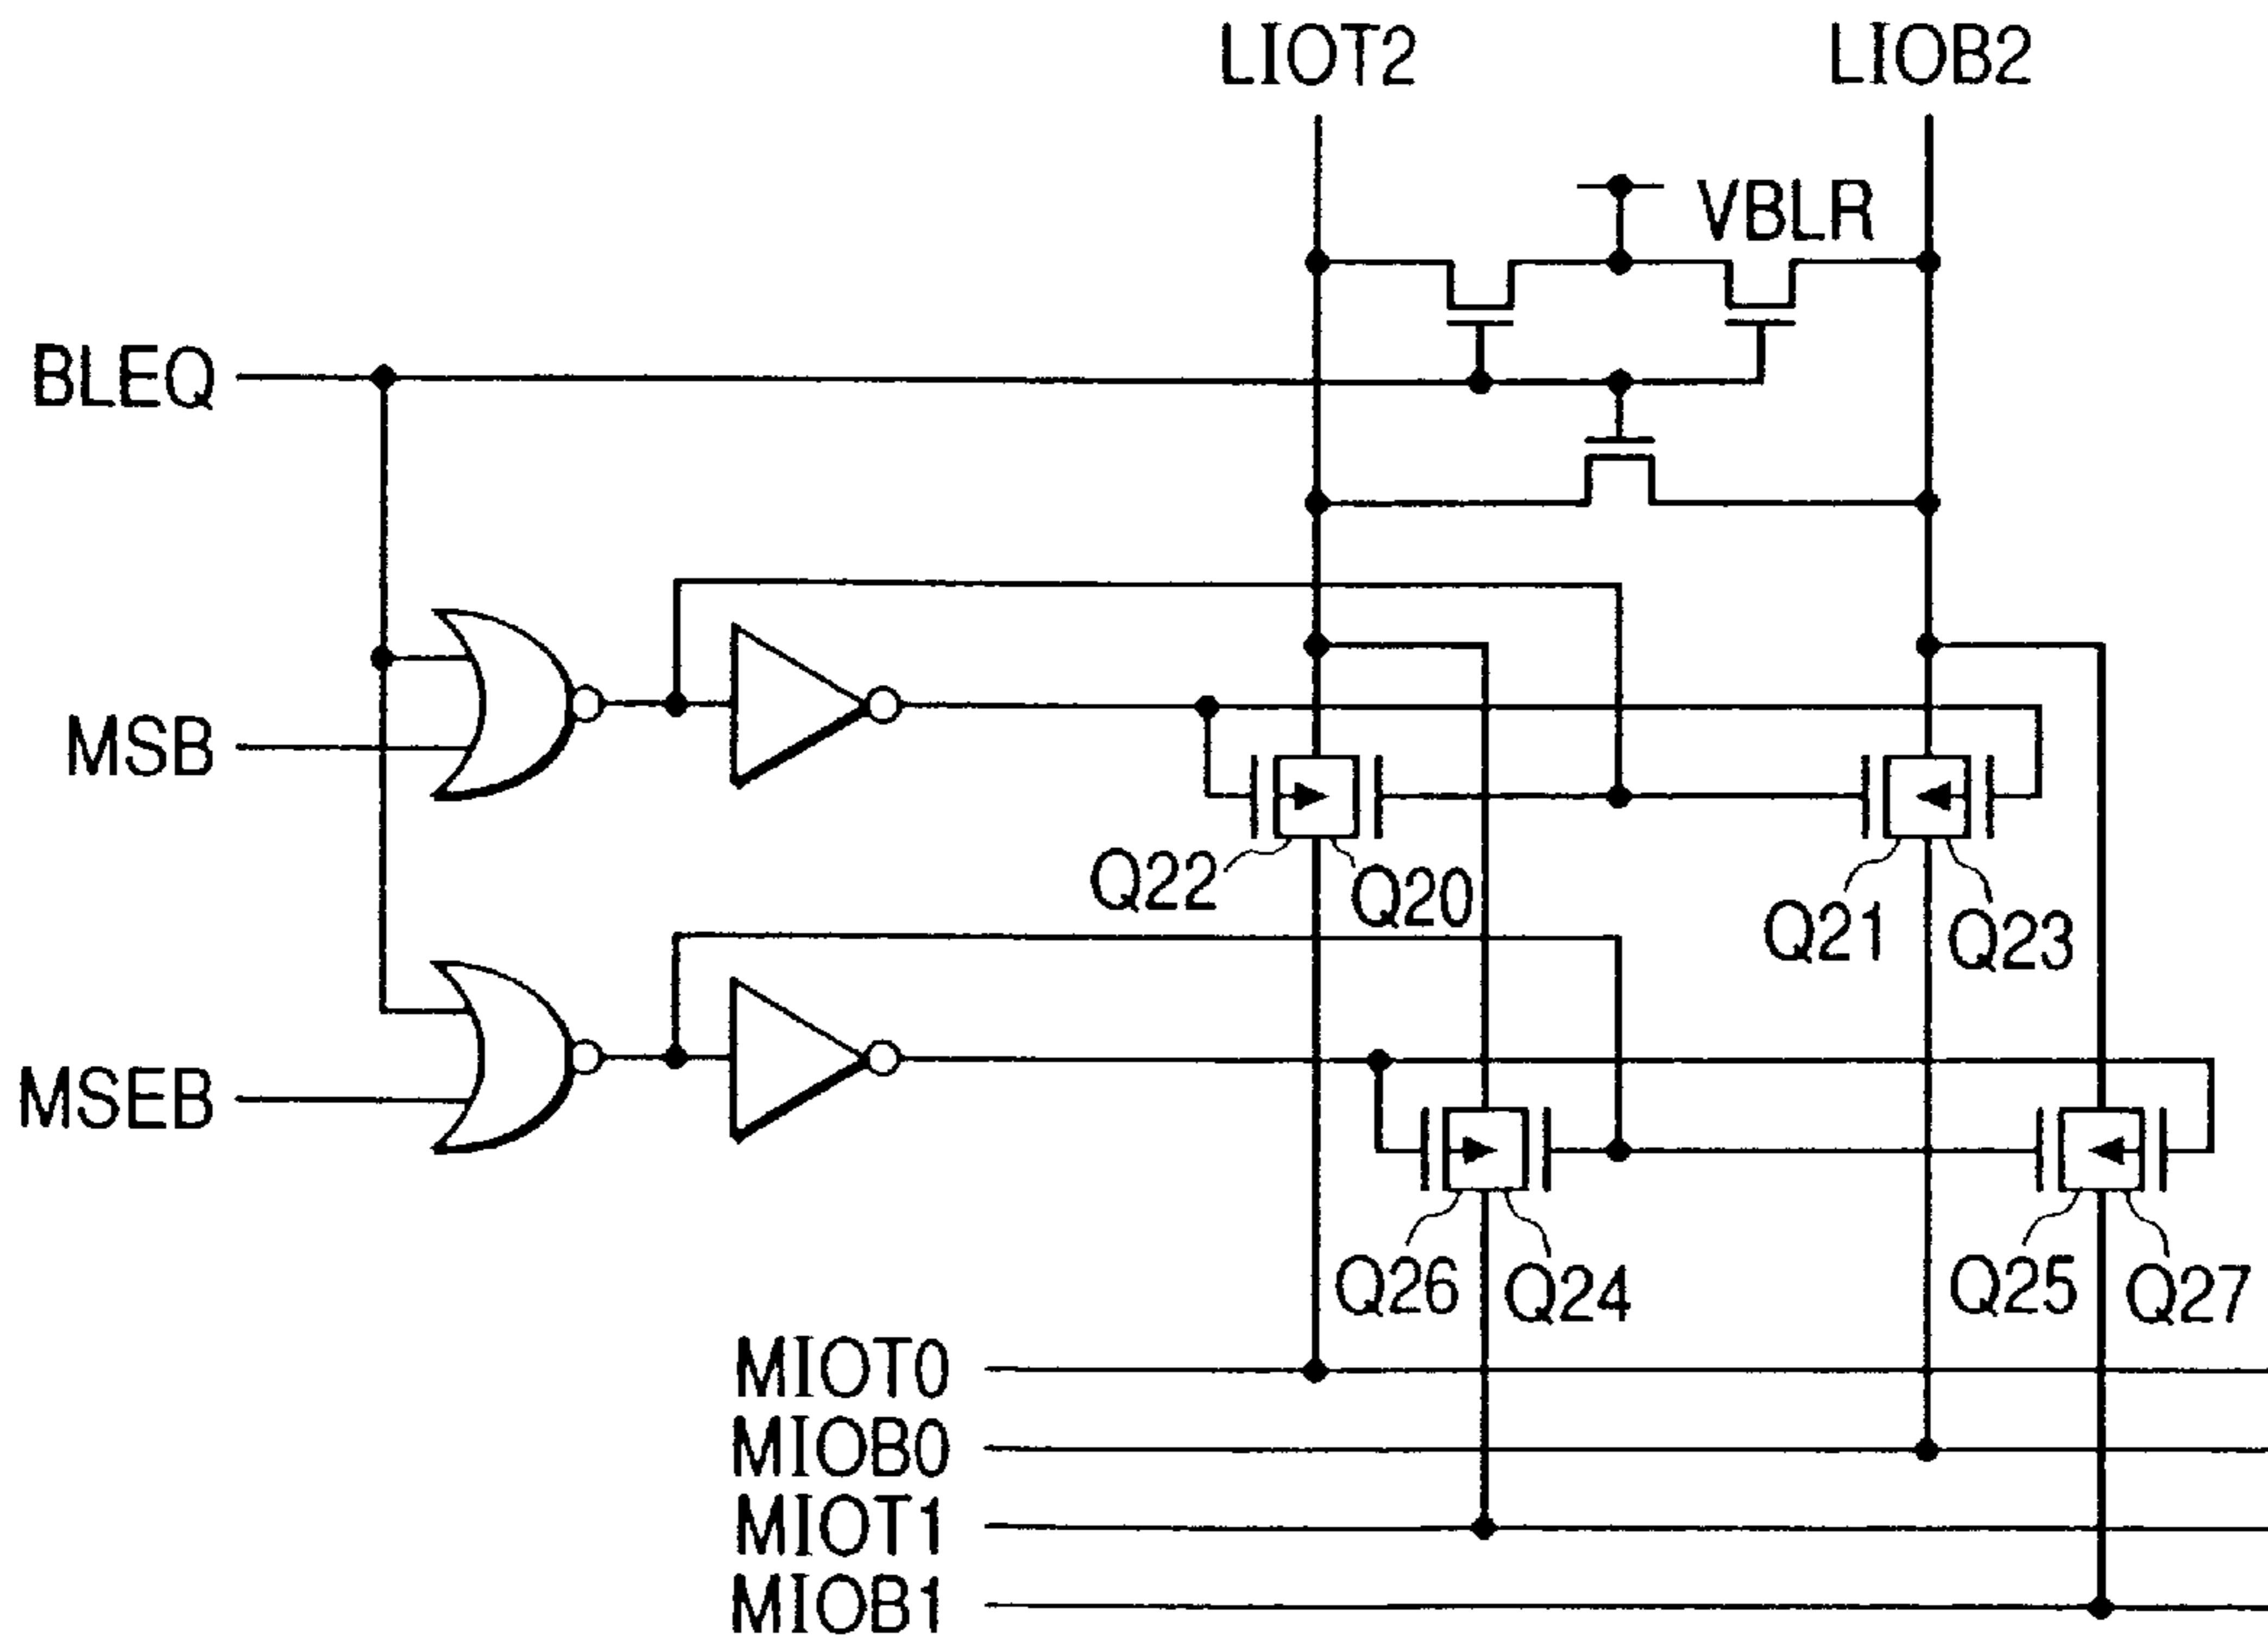 LIOT2
LIOB2
VBLR
BLEQ
MSB
Q22
Q20
Q21
Q23
MSEB
Q26
Q24
Q25
Q27
MIOT0
MIOB0
MIOT1
MIOB1